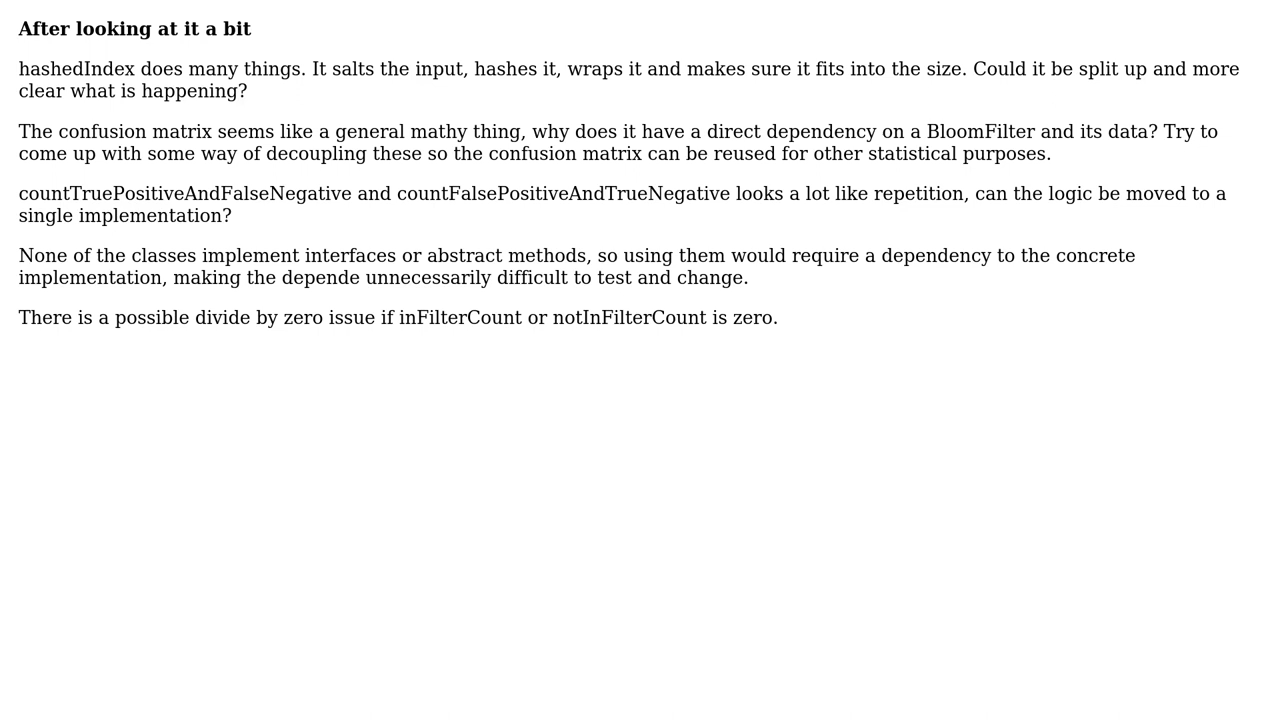 After looking at it a bit
hashedIndex does many things. It salts the input, hashes it, wraps it and makes sure it fits into the size. Could it be split up and more
clear what is happening?
The confusion matrix seems like a general mathy thing, why does it have a direct dependency on a BloomFilter and its data? Try to
come up with some way of decoupling these so the confusion matrix can be reused for other statistical purposes.
countTruePositiveAndFalseNegative and countFalsePositiveAndTrueNegative looks a lot like repetition, can the logic be moved to a
single implementation?
None of the classes implement interfaces or abstract methods, so using them would require a dependency to the concrete
implementation, making the depende unnecessarily difficult to test and change.
There is a possible divide by zero issue if inFilterCount or notInFilterCount is zero.